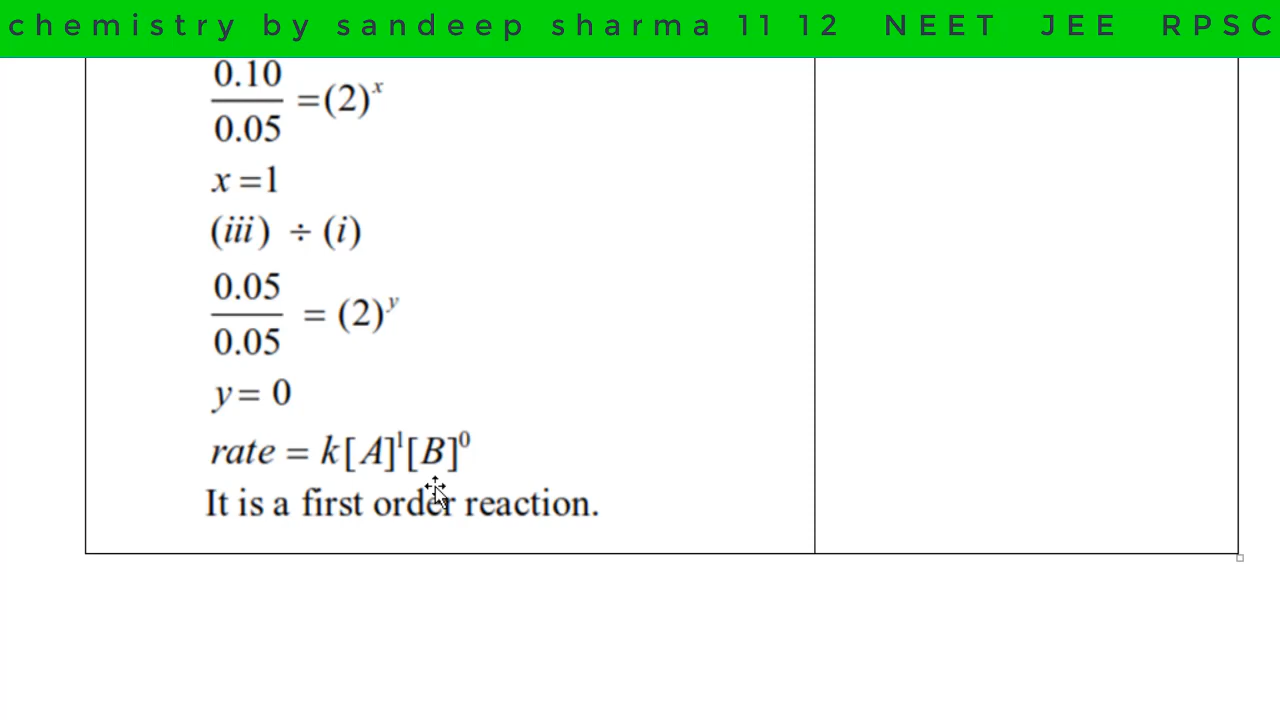 chemistry by sandeep sharma 11 12 NEET JEE RPSC
0.10
0.05
=(2)^x
x=1
(iii) ÷ (i)
0.05
0.05
= (2)^y
y= 0
rate = k[A]^1[B]^0
It is a first order reaction.